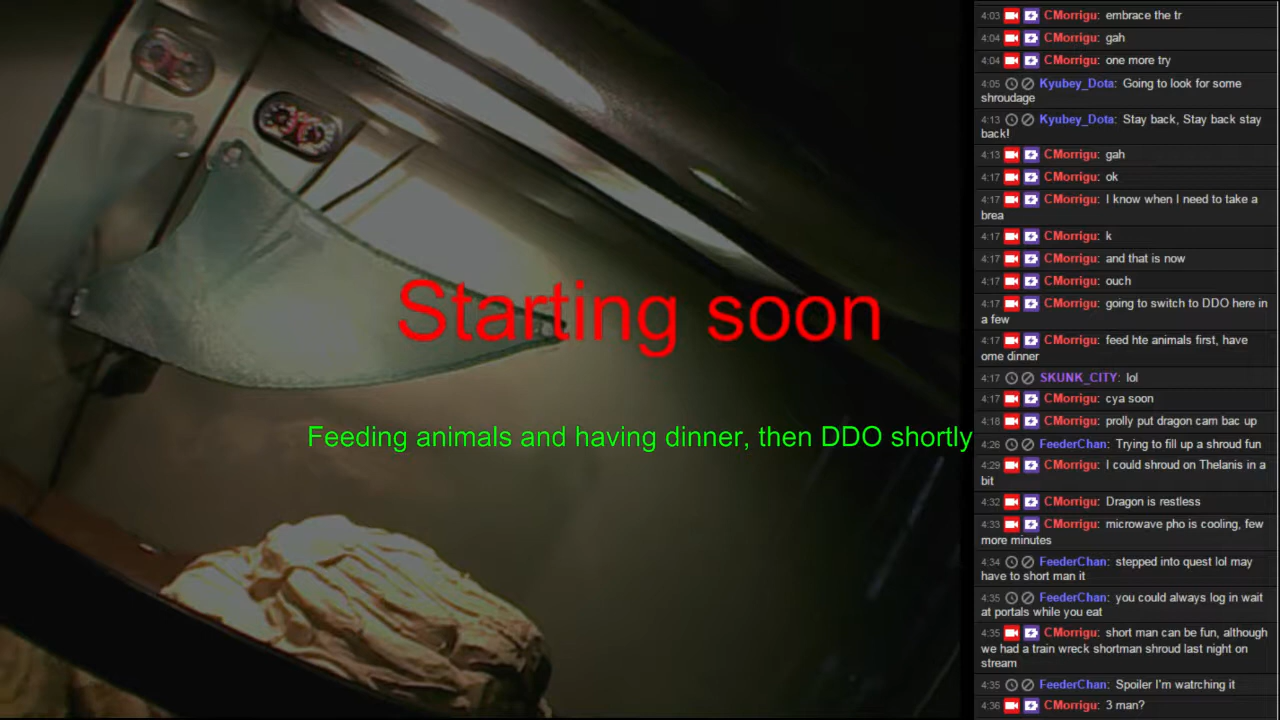 Starting soon
Feeding animals and having dinner, then DDO shortly
4:03 CMorrigu: embrace the tr
4:04 CMorrigu: gah
4:04 CMorrigu: one more try
4:05 Kyubey_Dota: Going to look for some
shroudage
4:13 Kyubey_Dota: Stay back, Stay back stay
back!
4:13 CMorrigu: gah
4:17 CMorrigu: ok
4:17 CMorrigu: I know when I need to take a
brea
4:17 CMorrigu: k
4:17 CMorrigu: and that is now
4:17 CMorrigu: ouch
4:17 CMorrigu: going to switch to DDO here in
a few
4:17 CMorrigu: feed hte animals first, have
ome dinner
4:17 SKUNK_CITY: lol
4:17 CMorrigu: cya soon
4:18 CMorrigu: prolly put dragon cam bac up
4:26 FeederChan: Trying to fill up a shroud fun
4:29 CMorrigu: I could shroud on Thelanis in a
bit
4:32 CMorrigu: Dragon is restless
4:33 CMorrigu: microwave pho is cooling, few
more minutes
4:34 FeederChan: stepped into quest lol may
have to short man it
4:35 FeederChan: you could always log in wait
at portals while you eat
4:35 CMorrigu: short man can be fun, although
we had a train wreck shortman shroud last night on
stream
4:35 FeederChan: Spoiler I'm watrching it
4:36 CMorrigu: 3 man?